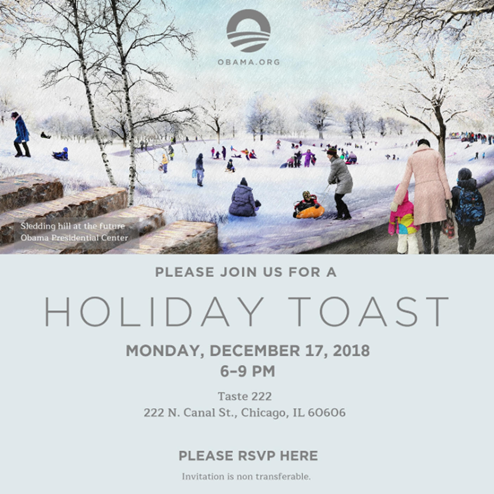 OBAMA.ORG
Sledding hill at the future
Obama Presidential Center
PLEASE JOIN US FOR A
HOLIDAY TOAST
MONDAY, DECEMBER 17, 2018
6–9 PM
Taste 222
222 N. Canal St., Chicago, IL 60606
PLEASE RSVP HERE
Invitation is non transferable.